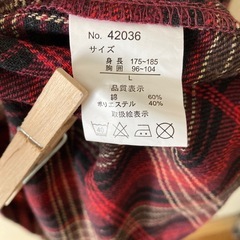 No. 42036
サイズ
身長 175~185
胸囲 96~104
L
品質表示
綿 60%
ポリエステル 40%
取扱絵表示